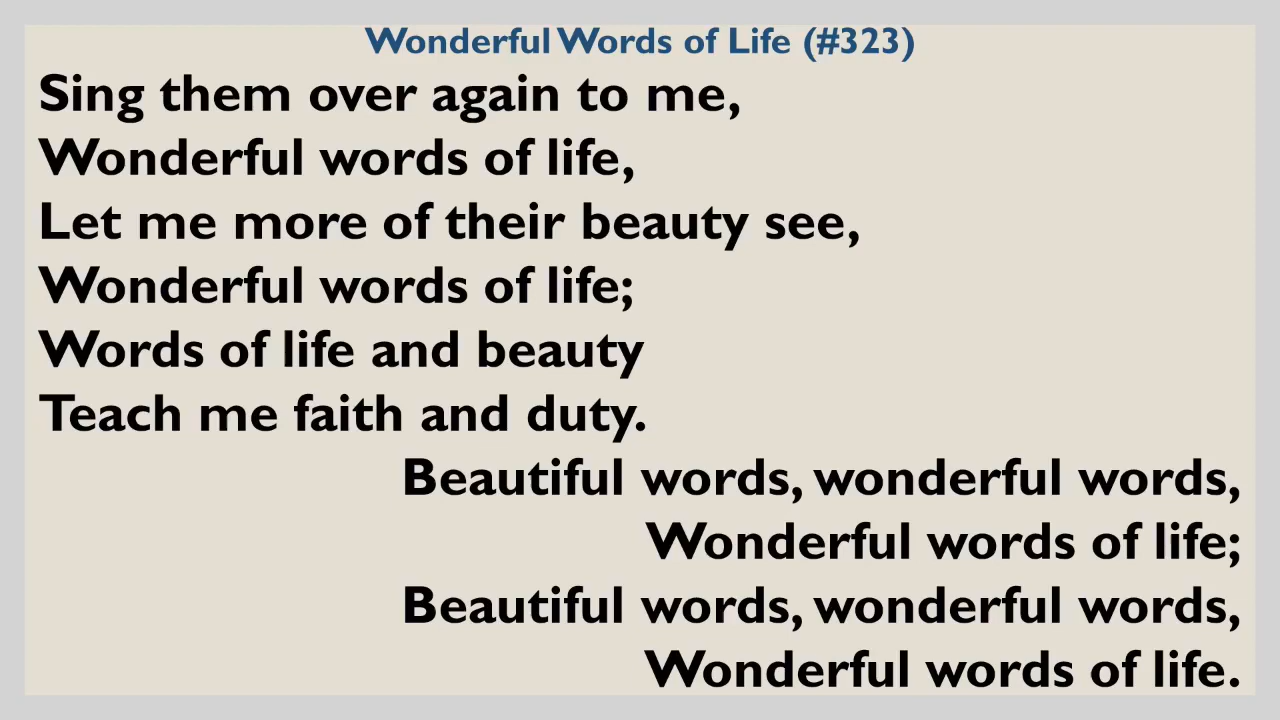 Wonderful Words of Life (#323)
Sing them over again to me,
Wonderful words of life,
Let me more of their beauty see,
Wonderful words of life;
Words of life and beauty
Teach me faith and duty.
Beautiful words, wonderful words,
Wonderful words of life;
Beautiful words, wonderful words,
Wonderful words of life.